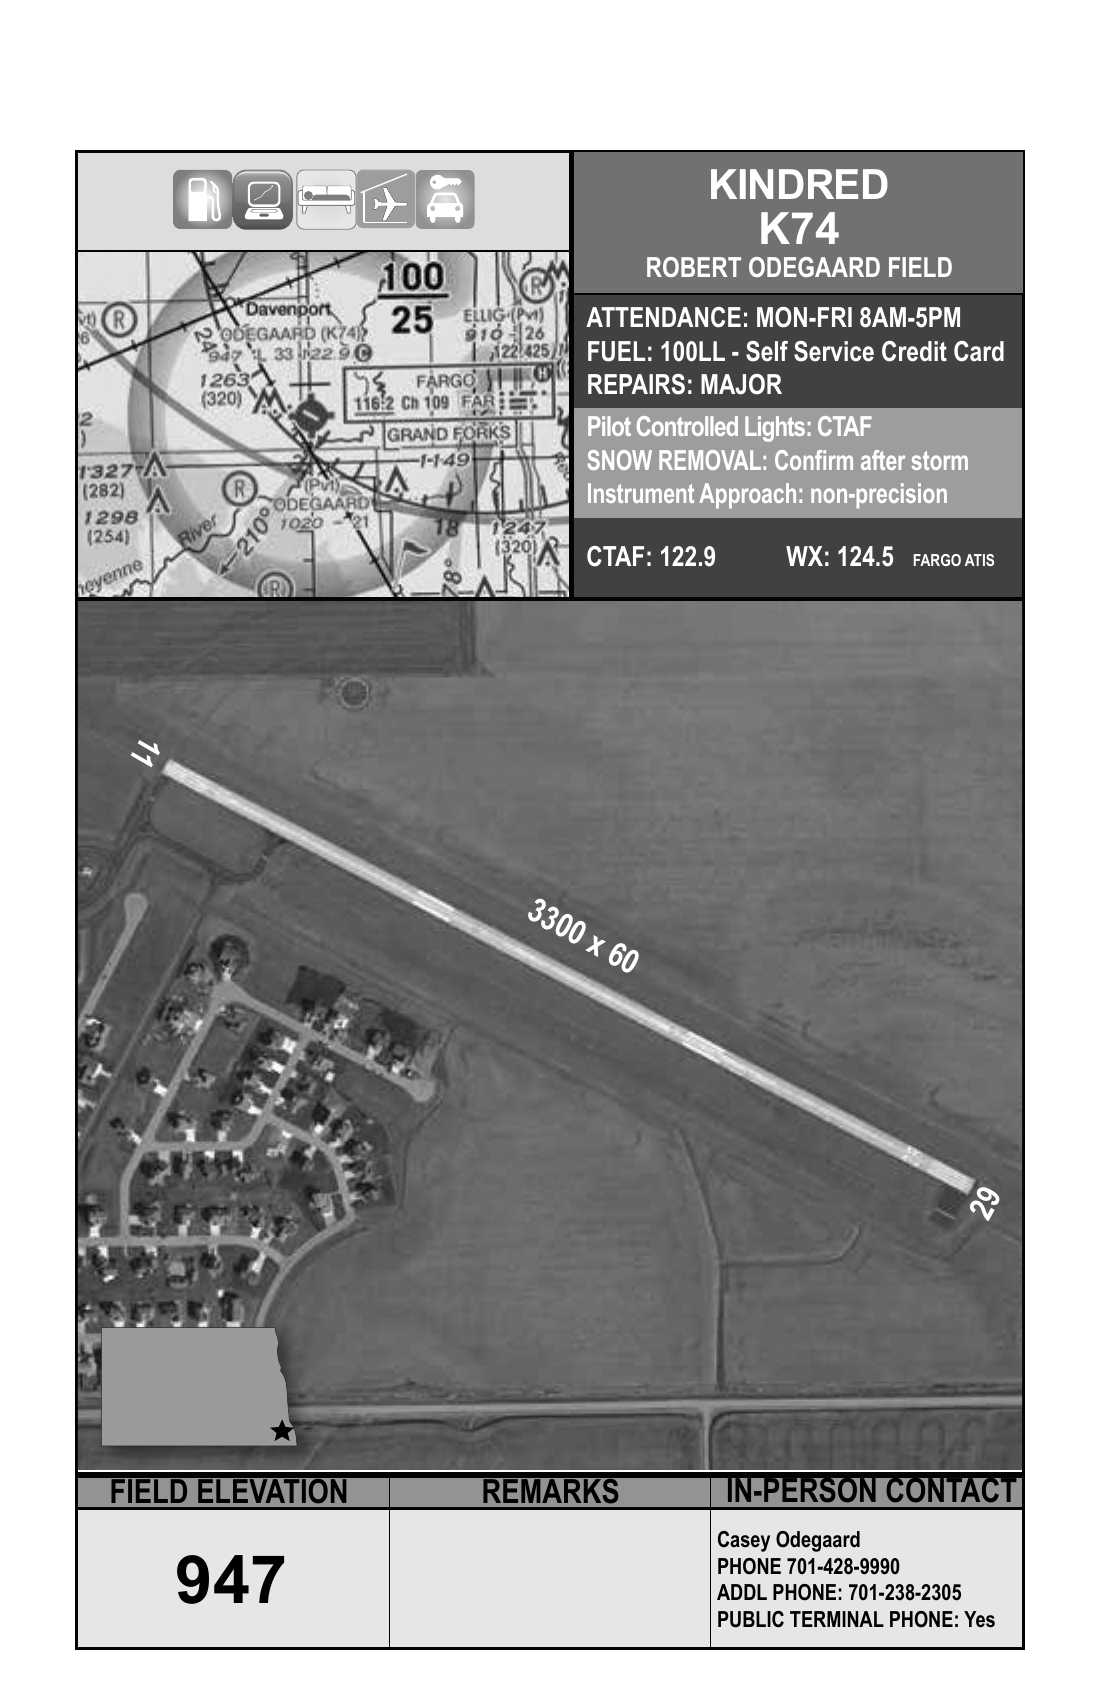 KINDRED
K74
ROBERT ODEGAARD FIELD
ATTENDANCE: MON-FRI 8AM-5PM
FUEL: 100LL - Self Service Credit Card
REPAIRS: MAJOR
Pilot Controlled Lights: CTAF
SNOW REMOVAL: Confirm after storm
Instrument Approach: non-precision
CTAF: 122.9 WX: 124.5 FARGO ATIS
100
25
Davenport
ODEGAARD (K74)
947 *L 33 122.9 C
ELLIG (Pvt)
910 - 26
122.425
R
R
1263
(320)
H
FARGO
116.2 Ch 109 FAR
GRAND FORKS
1327
(282)
1149
R
(Pvt)
ODEGAARD
1020 - 21
1298
(254)
River
210°
18
1247
(320)
eyenne
(R)
8°
11
3300 x 60
29
FIELD ELEVATION
947
REMARKS
IN-PERSON CONTACT
Casey Odegaard
PHONE 701-428-9990
ADDL PHONE: 701-238-2305
PUBLIC TERMINAL PHONE: Yes